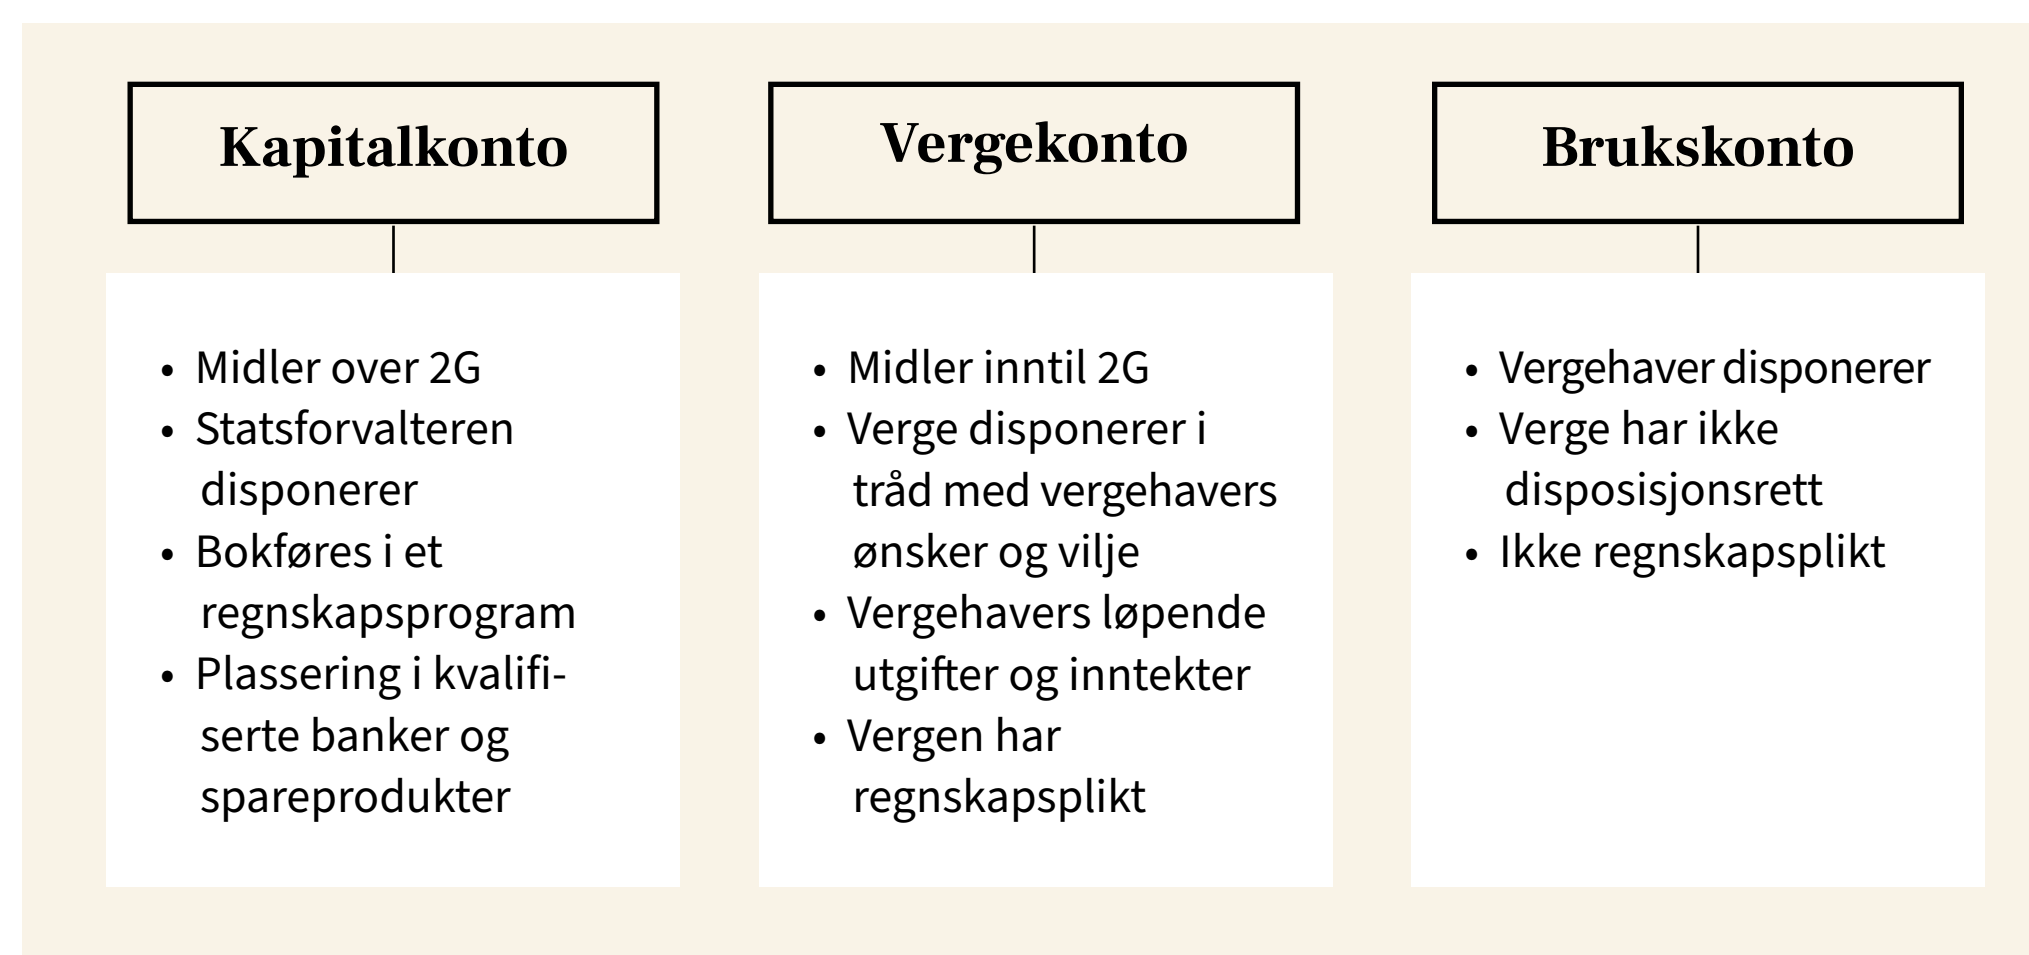 Kapitalkonto
• Midler over 2G
• Statsforvalteren
disponerer
• Bokføres i et
regnskapsprogram
• Plassering i kvalifi-
serte banker og
spareprodukter
Vergekonto
• Midler inntil 2G
• Verge disponerer i
tråd med vergehavers
ønsker og vilje
• Vergehavers løpende
utgifter og inntekter
• Vergen har
regnskapsplikt
Brukskonto
• Vergehaver disponerer
• Verge har ikke
disposisjonsrett
• Ikke regnskapsplikt